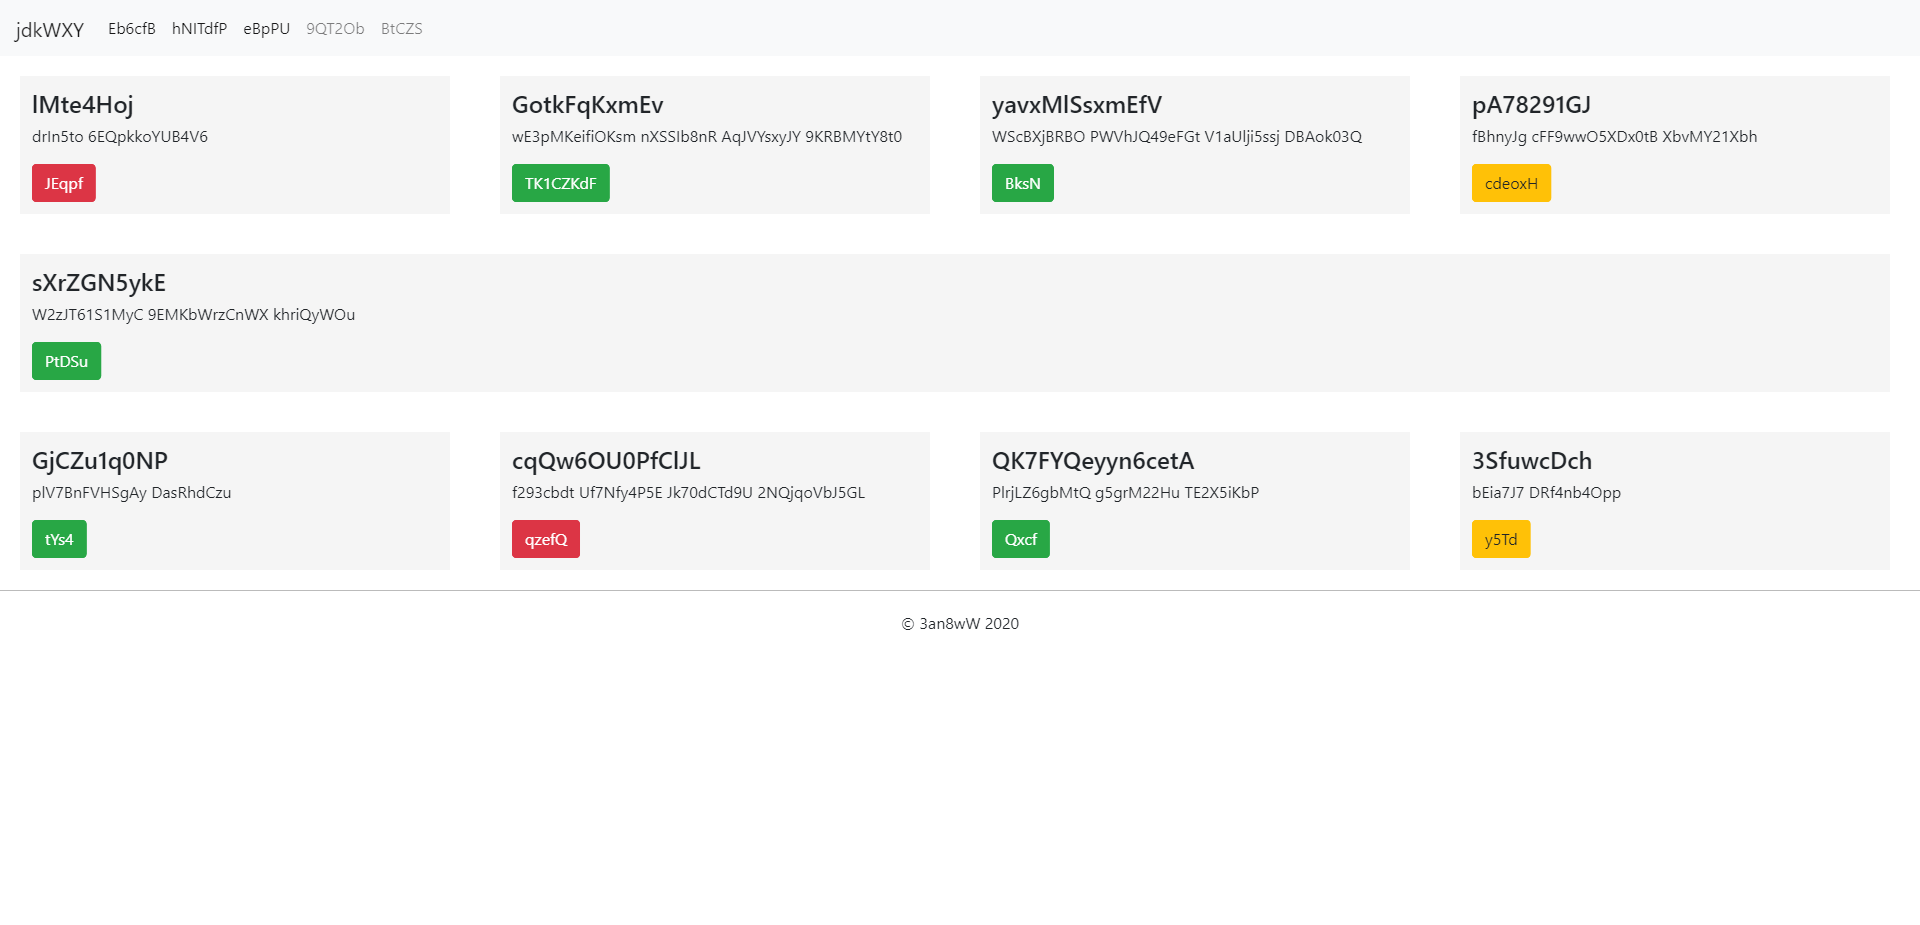 jdkWXY Eb6cfB hNITdfP eBpPU 9QT2Ob BtCZS
lMte4Hoj
drIn5to 6EQpkkoYUB4V6
JEqpf
GotkFqKxmEv
wE3pMKeifiOKsm nXSSIb8nR AqJVYsxyJY 9KRBMYtY8t0
TK1CZKdF
yavxMlSsxmEfV
WScBXjBRBO PWVhJQ49eFGt V1aUlji5ssj DBAok03Q
BksN
pA78291GJ
fBhnyJg cFF9wwO5XDx0tB XbvMY21Xbh
cdeoxH
sXrZGN5ykE
W2zJT61S1MyC 9EMKbWrzCnWX khriQyWOu
PtDSu
GjCZu1q0NP
plV7BnFVHSgAy DasRhdCzu
tYs4
cqQw6OU0PfClJL
f293cbdt Uf7Nfy4P5E Jk70dCTd9U 2NQjqoVbJ5GL
qzefQ
QK7FYQeyyn6cetA
PlrjLZ6gbMtQ g5grM22Hu TE2X5iKbP
Qxcf
3SfuwcDch
bEia7J7 DRf4nb4Opp
y5Td
© 3an8wW 2020